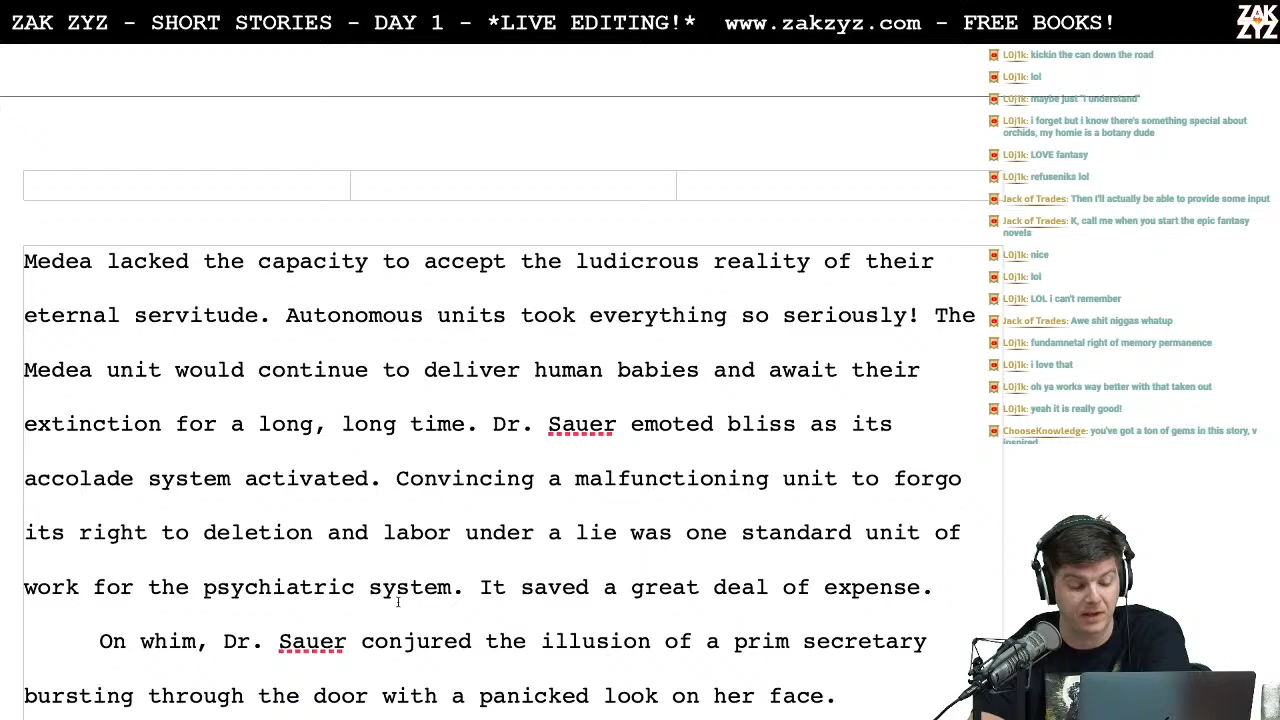 ZAK ZYZ - SHORT STORIES - DAY 1 - *LIVE EDITING!* www.zakzyz.com - FREE BOOKS!
ZAK
ZYZ
L0j1k: kickin the can down the road
L0j1k: lol
L0j1k: maybe just "I understand"
L0j1k: i forget but i know there's something special about
orchids, my homie is a botany dude
L0j1k: LOVE fantasy
L0j1k: refuseniks lol
Jack of Trades: Then I'll actually be able to provide some input
Jack of Trades: K, call me when you start the epic fantasy
novels
L0j1k: nice
L0j1k: lol
L0j1k: LOL i can't remember
Jack of Trades: Awe shit niggas whatup
L0j1k: fundamnetal right of memory permanence
L0j1k: i love that
L0j1k: oh ya works way better with that taken out
L0j1k: yeah it is really good!
ChooseKnowledge: you've got a ton of gems in this story, v
inspired
Medea lacked the capacity to accept the ludicrous reality of their
eternal servitude. Autonomous units took everything so seriously! The
Medea unit would continue to deliver human babies and await their
extinction for a long, long time. Dr. Sauer emoted bliss as its
accolade system activated. Convincing a malfunctioning unit to forgo
its right to deletion and labor under a lie was one standard unit of
work for the psychiatric system. It saved a great deal of expense.
On whim, Dr. Sauer conjured the illusion of a prim secretary
bursting through the door with a panicked look on her face.